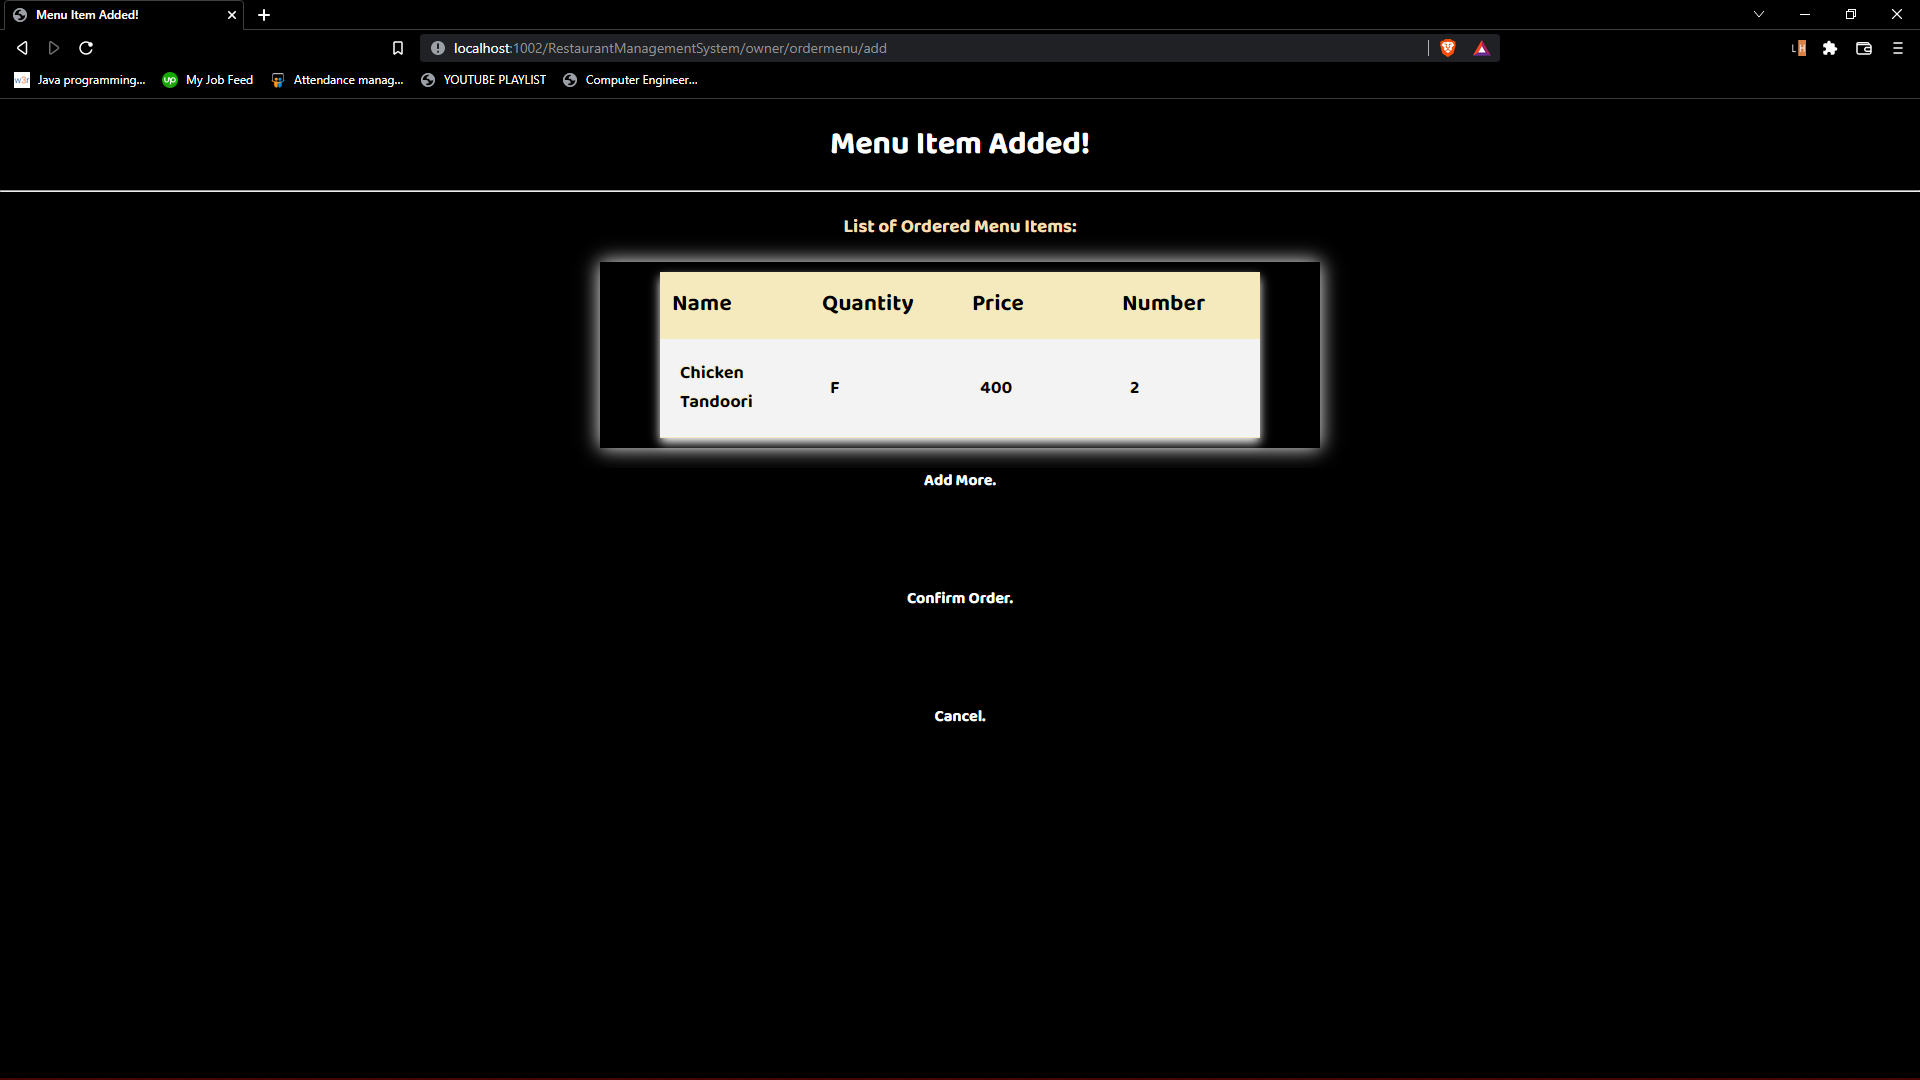 Menu Item Added!
localhost:1002/RestaurantManagementSystem/owner/ordermenu/add
Java programming... My Job Feed Attendance manag... YOUTUBE PLAYLIST Computer Engineer...
Menu Item Added!
List of Ordered Menu Items:
Name Quantity Price Number
Chicken Tandoori F 400 2
Add More.
Confirm Order.
Cancel.